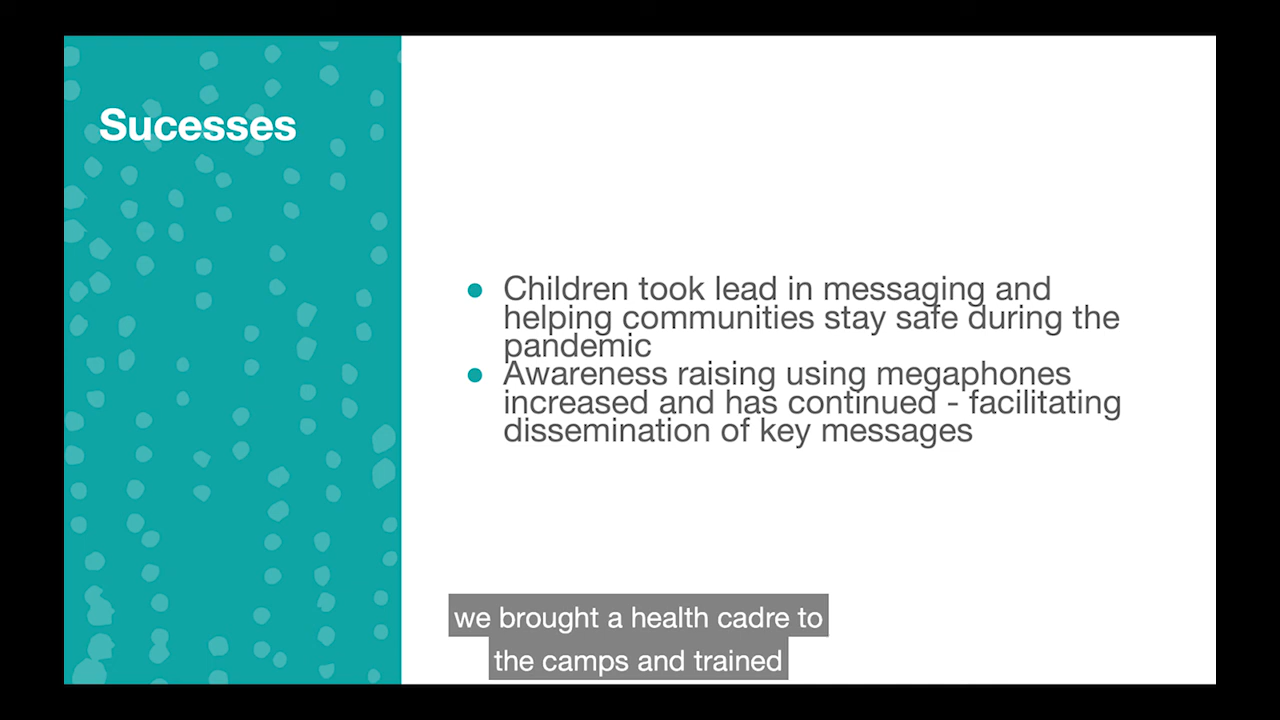 Sucesses
● Children took lead in messaging and
helping communities stay safe during the
pandemic
● Awareness raising using megaphones
increased and has continued - facilitating
dissemination of key messages
we brought a health cadre to
the camps and trained